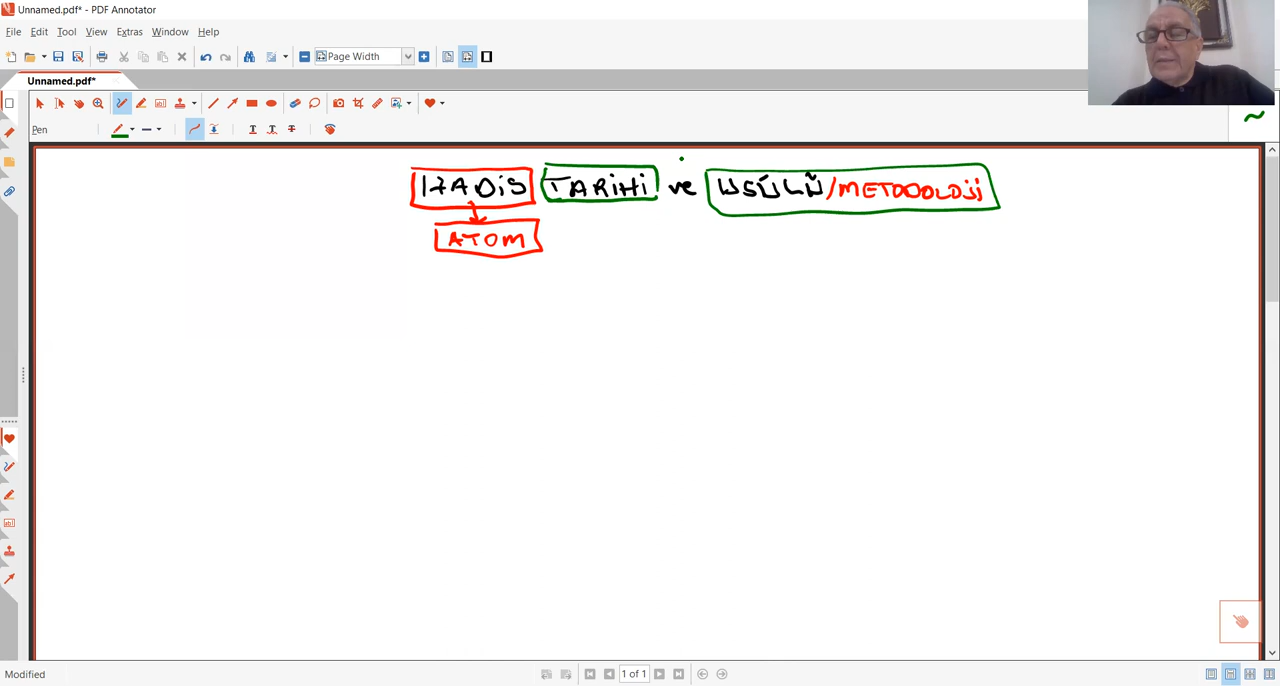 Unnamed.pdf* - PDF Annotator
File Edit Tool View Extras Window Help
Page Width
Unnamed.pdf*
Pen
HADİS TARİHİ ve USÛLÜ/METODOLOJİ
ATOM
1 of 1
Modified